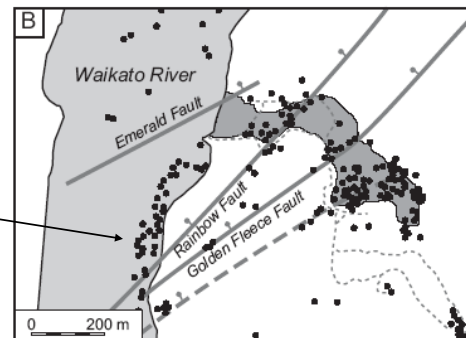 B
Waikato River
Emerald Fault
Rainbow Fault
Golden Fleece Fault
0 200 m